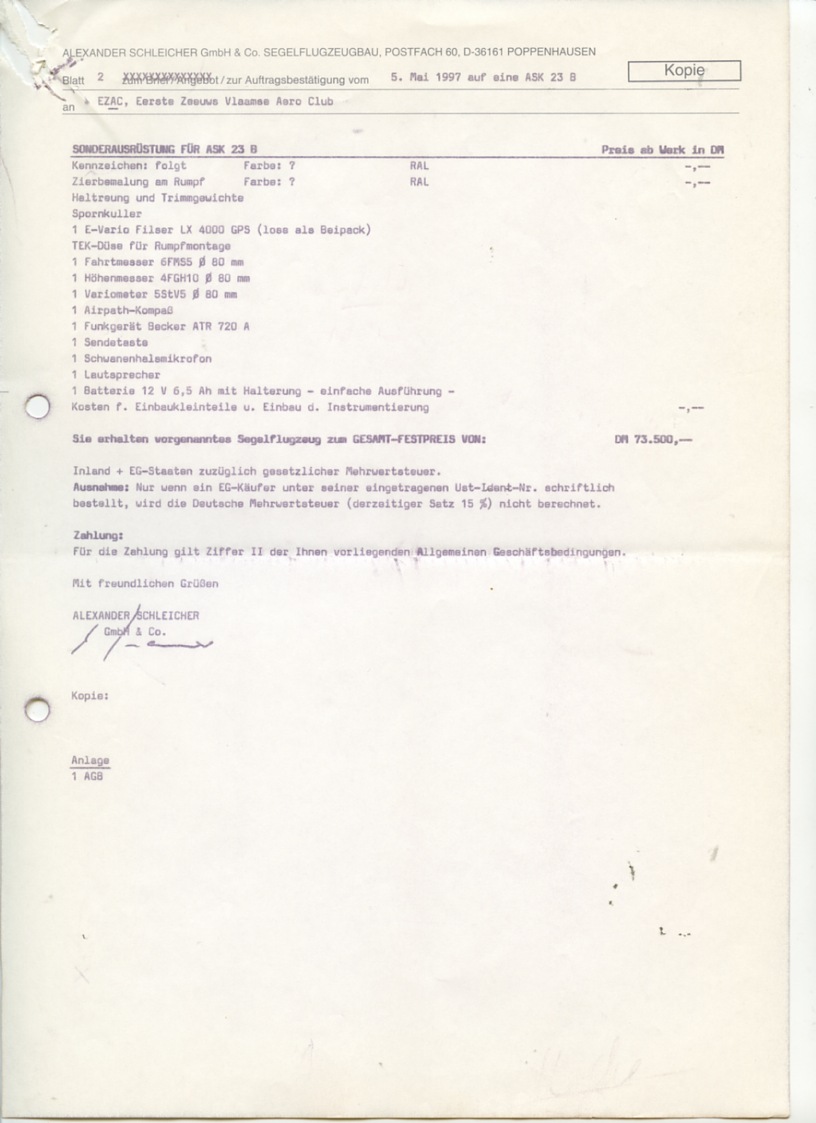 ALEXANDER SCHLEICHER GmbH & Co. SEGELFLUGZEUGBAU, POSTFACH 60, D-36161 POPPENHAUSEN
Kopie
Blatt 2 zum Brief/Angebot/zur Auftragsbestätigung vom 5. Mai 1997 auf eine ASK 23 B
an EZAC, Eerste Zeeuws Vlaamse Aero Club
SONDERAUSRÜSTUNG FÜR ASK 23 B Preis ab Werk in DM
Kennzeichen: folgt Farbe: ? RAL -,--
Zierbemalung am Rumpf Farbe: ? RAL -,--
Halterung und Trimmgewichte
Spornkuller
1 E-Vario Filser LX 4000 GPS (lose als Beipack)
TEK-Düse für Rumpfmontage
1 Fahrtmesser 6FMS5 Ø 80 mm
1 Höhenmesser 4FGH10 Ø 80 mm
1 Variometer 5StV5 Ø 80 mm
1 Airpath-Kompaß
1 Funkgerät Becker ATR 720 A
1 Sendetaste
1 Schwanenhalsmikrofon
1 Lautsprecher
1 Batterie 12 V 6,5 Ah mit Halterung - einfache Ausführung -
Kosten f. Einbaukleinteile u. Einbau d. Instrumentierung -,--
Sie erhalten vorgenanntes Segelflugzeug zum GESAMT-FESTPREIS VON: DM 73.500,--
Inland + EG-Staaten zuzüglich gesetzlicher Mehrwertsteuer.
Ausnahme: Nur wenn ein EG-Käufer unter seiner eingetragenen Ust-Ident-Nr. schriftlich
bestellt, wird die Deutsche Mehrwertsteuer (derzeitiger Satz 15 %) nicht berechnet.
Zahlung:
Für die Zahlung gilt Ziffer II der Ihnen vorliegenden Allgemeinen Geschäftsbedingungen.
Mit freundlichen Grüßen
ALEXANDER SCHLEICHER
GmbH & Co.
Kopie:
Anlage
1 AGB